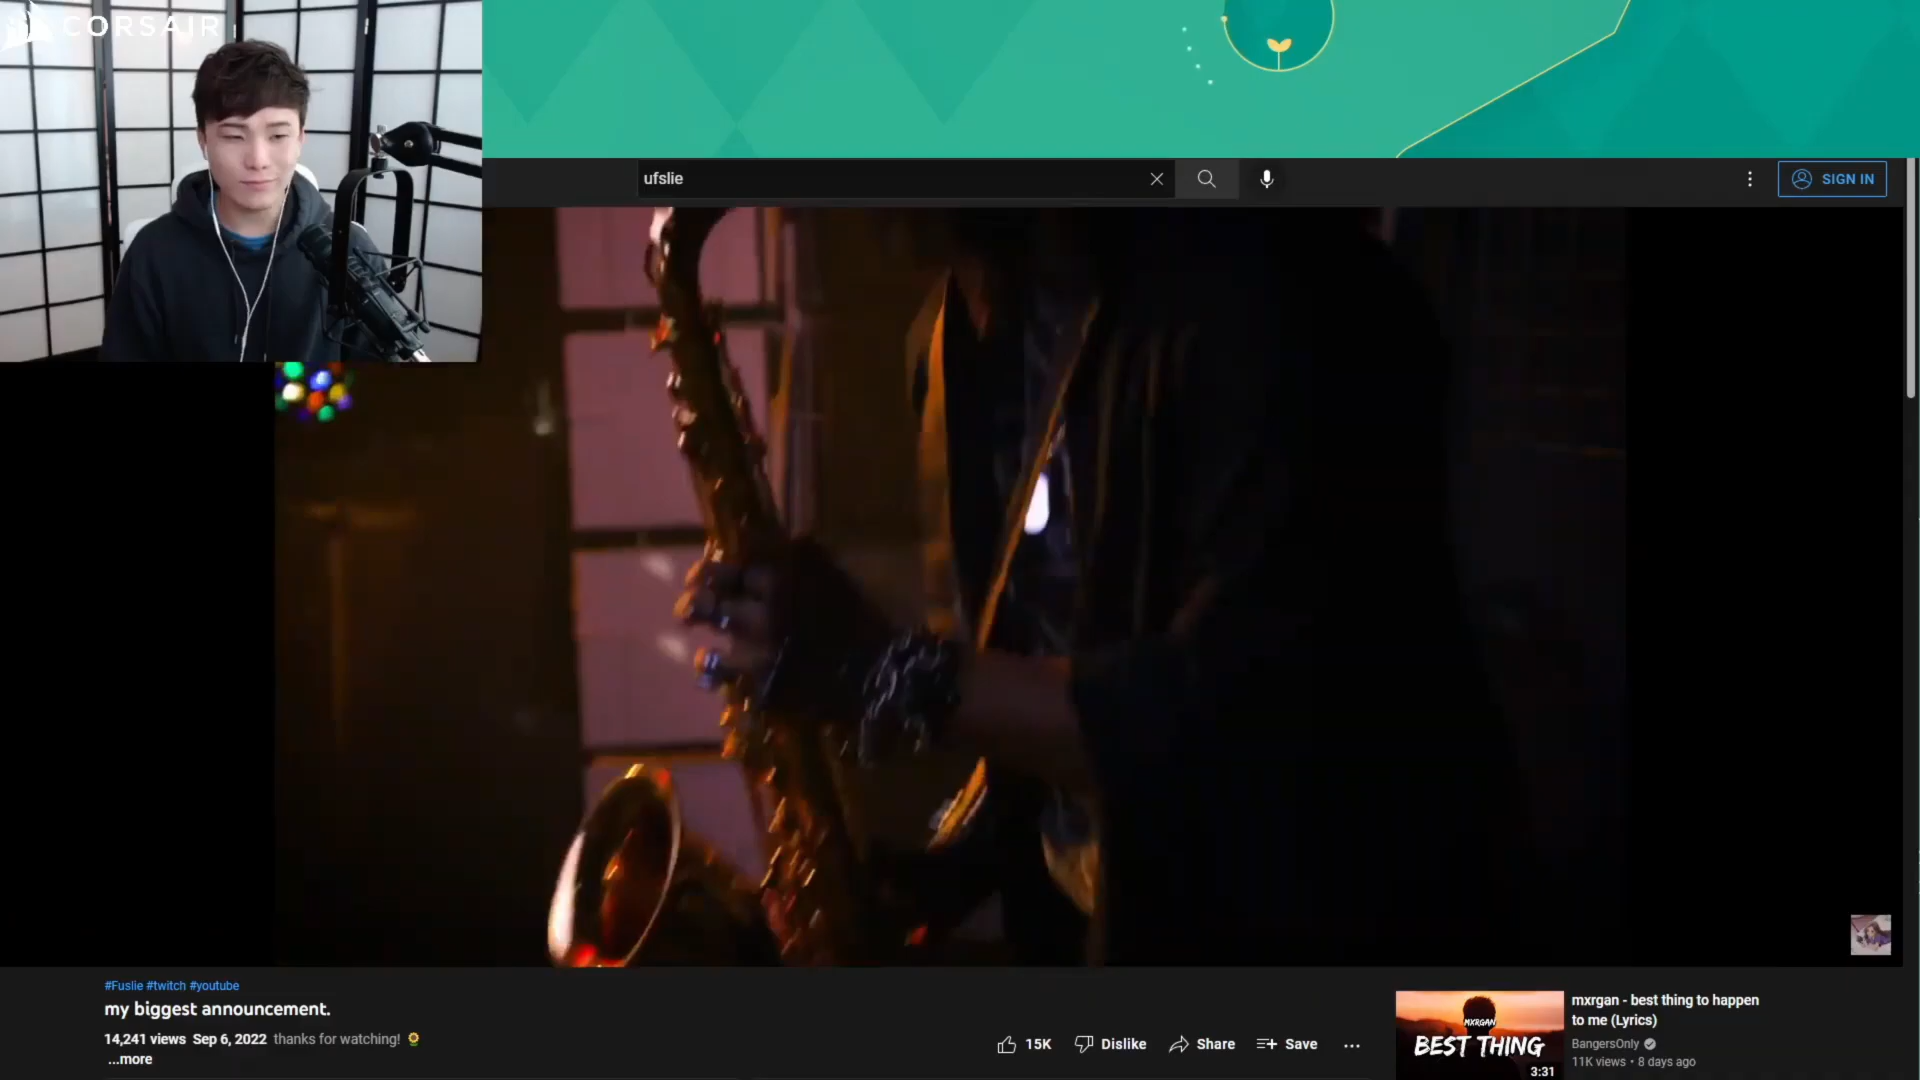 CORSAIR
ufslie
SIGN IN
#Fuslie #twitch #youtube
my biggest announcement.
14,241 views Sep 6, 2022 thanks for watching!
...more
15K
Dislike
Share
Save
MXRGAN
BEST THING
3:31
mxrgan - best thing to happen
to me (Lyrics)
BangersOnly
11K views • 8 days ago